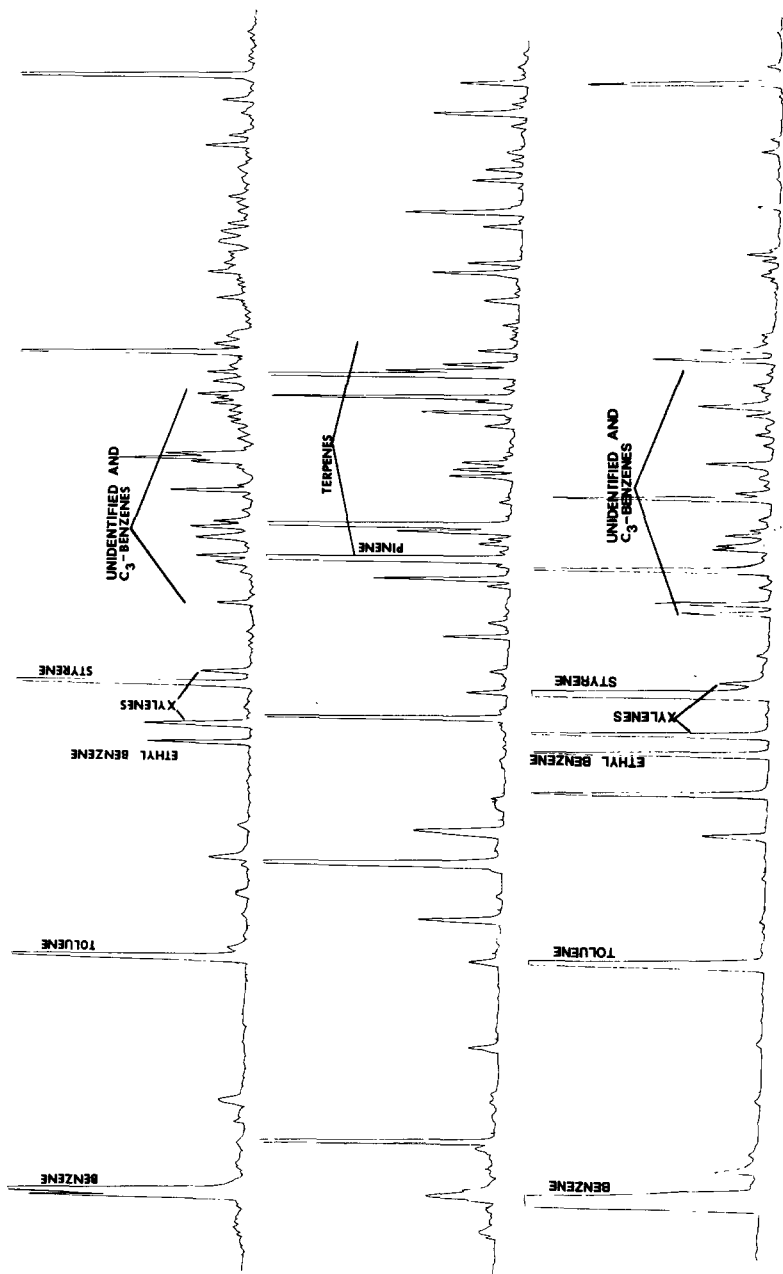 BENZENE
TOLUENE
ETHYL BENZENE
XYLENES
STYRENE
UNIDENTIFIED AND
C3-BENZENES
PINENE
TERPENES
BENZENE
TOLUENE
ETHYL BENZENE
XYLENES
STYRENE
UNIDENTIFIED AND
C3-BENZENES